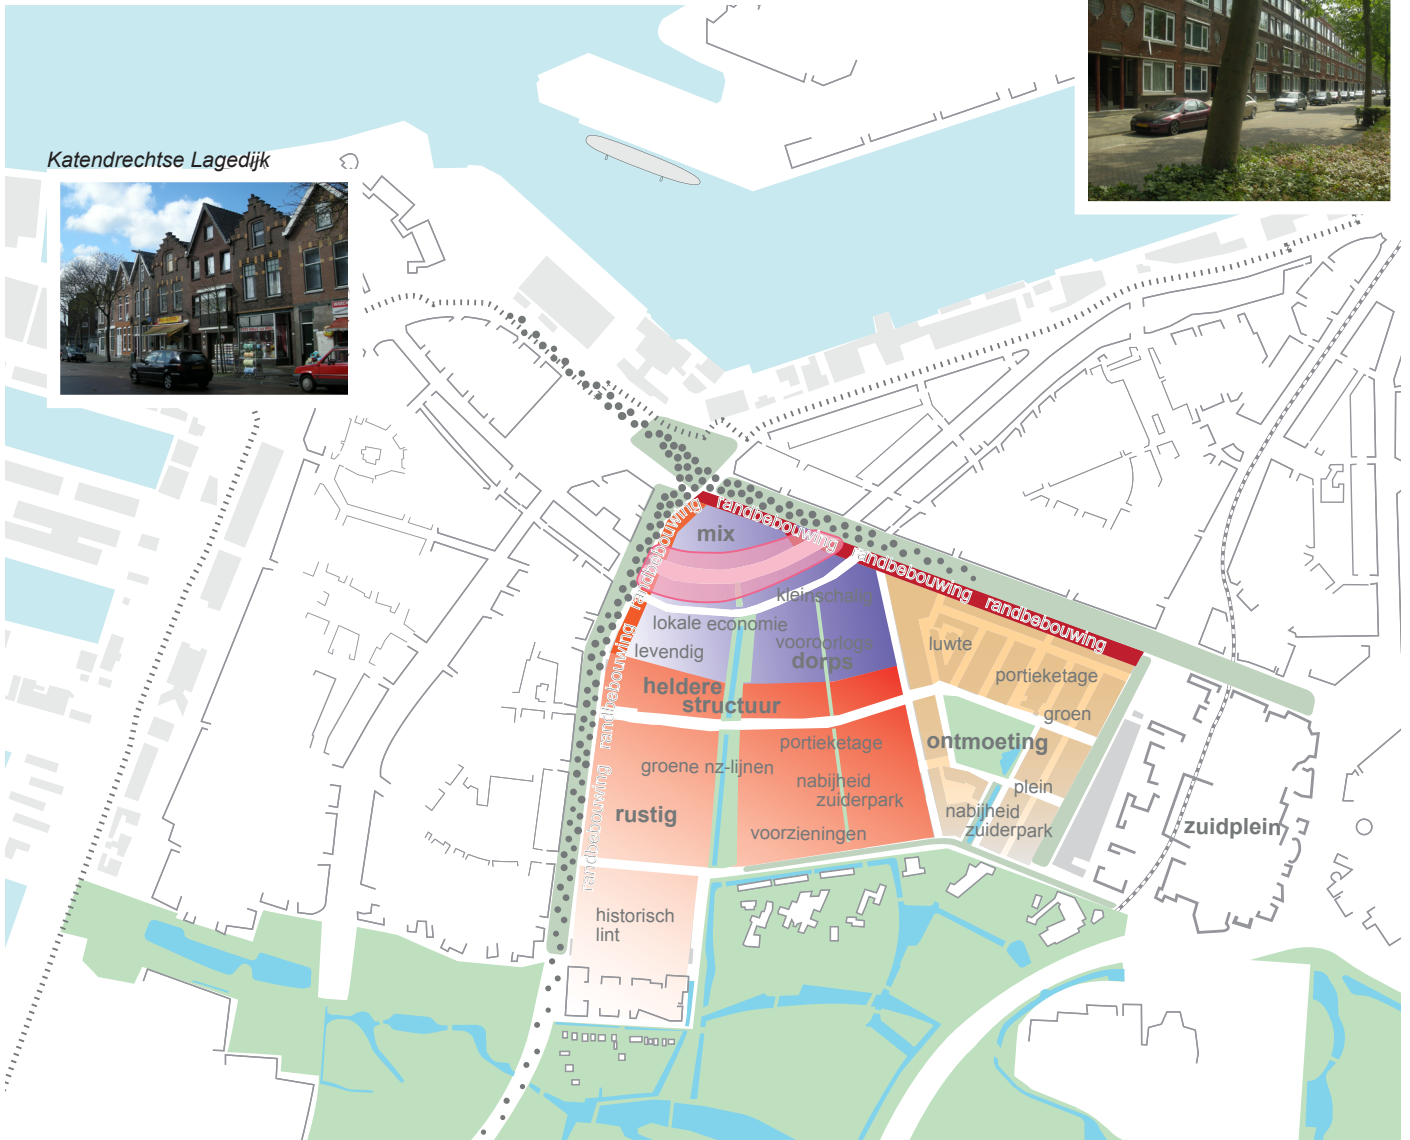 Katendrechtse Lagedijk
randbebouwing
randbebouwing
randbebouwing
randbebouwing
randbebouwing
randbebouwing
randbebouwing
randbebouwing
mix
kleinschalig
lokale economie
levendig
vooroorlogs
dorps
luwte
portieketage
heldere
structuur
groen
ontmoeting
portieketage
groene nz-lijnen
nabijheid
zuiderpark
plein
nabijheid
zuiderpark
rustig
voorzieningen
zuidplein
historisch
lint